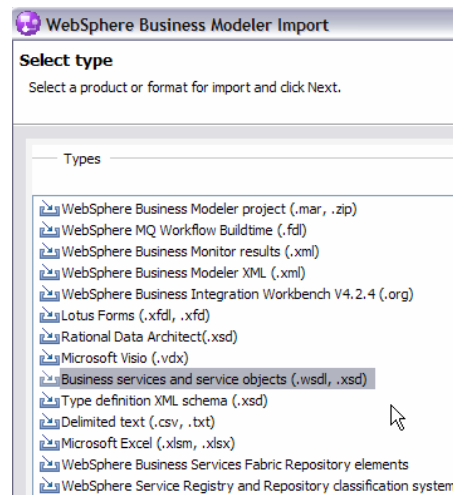 WebSphere Business Modeler Import
Select type
Select a product or format for import and click Next.
Types
WebSphere Business Modeler project (.mar, .zip)
WebSphere MQ Workflow Buildtime (.fdl)
WebSphere Business Monitor results (.xml)
WebSphere Business Modeler XML (.xml)
WebSphere Business Integration Workbench V4.2.4 (.org)
Lotus Forms (.xfdl, .xfd)
Rational Data Architect(.xsd)
Microsoft Visio (.vdx)
Business services and service objects (.wsdl, .xsd)
Type definition XML schema (.xsd)
Delimited text (.csv, .txt)
Microsoft Excel (.xlsm, .xlsx)
WebSphere Business Services Fabric Repository elements
WebSphere Service Registry and Repository classification system